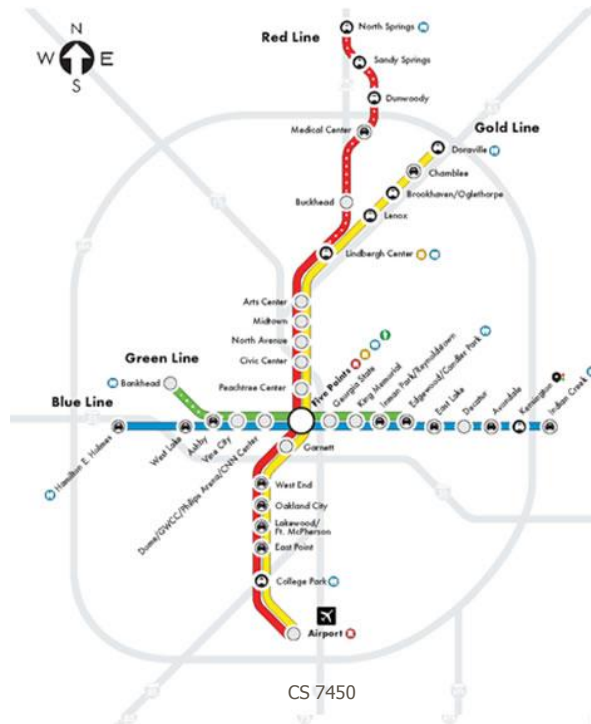 N
W E
S
Red Line
North Springs
Sandy Springs
Dunwoody
Medical Center
Gold Line
Doraville
Chamblee
Brookhaven/Oglethorpe
Buckhead
Lenox
Lindbergh Center
Arts Center
Midtown
North Avenue
Civic Center
Peachtree Center
Green Line
Bankhead
Blue Line
Hamilton E. Holmes
West Lake
Ashby
Vine City
Dome/GWCC/Philips Arena/CNN Center
Five Points
Georgia State
King Memorial
Inman Park/Reynoldstown
Edgewood/Candler Park
East Lake
Decatur
Avondale
Kensington
Indian Creek
Garnett
West End
Oakland City
Lakewood/
Ft. McPherson
East Point
College Park
Airport
CS 7450